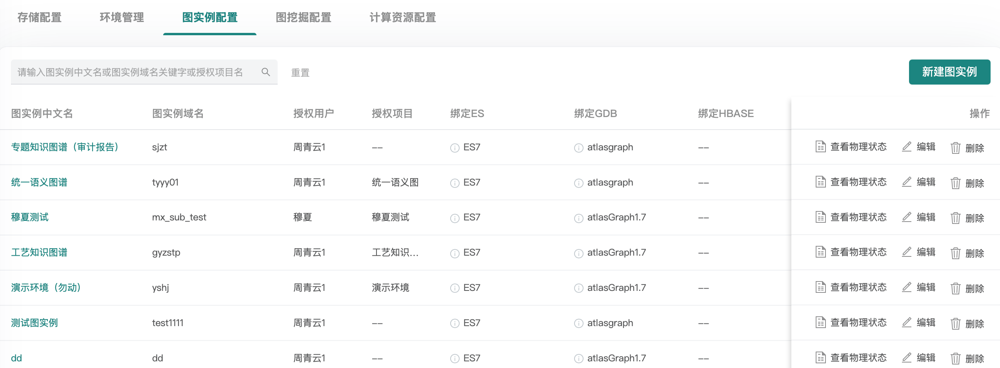 存储配置 环境管理 图实例配置 图挖掘配置 计算资源配置
请输入图实例中文名或图实例域名关键字或授权项目名 重置 新建图实例
图实例中文名 图实例域名 授权用户 授权项目 绑定ES 绑定GDB 绑定HBASE 操作
专题知识图谱（审计报告） sjzt 周青云1 -- ES7 atlasgraph -- 查看物理状态 编辑 删除
统一语义图谱 tyyy01 周青云1 统一语义图 ES7 atlasgraph -- 查看物理状态 编辑 删除
穆夏测试 mx_sub_test 穆夏 穆夏测试 ES7 atlasGraph1.7 -- 查看物理状态 编辑 删除
工艺知识图谱 gyzstp 周青云1 工艺知识... ES7 atlasGraph1.7 -- 查看物理状态 编辑 删除
演示环境（勿动） yshj 周青云1 演示环境 ES7 atlasGraph1.7 -- 查看物理状态 编辑 删除
测试图实例 test1111 周青云1 -- ES7 atlasgraph -- 查看物理状态 编辑 删除
dd dd 周青云1 -- ES7 atlasGraph1.7 -- 查看物理状态 编辑 删除